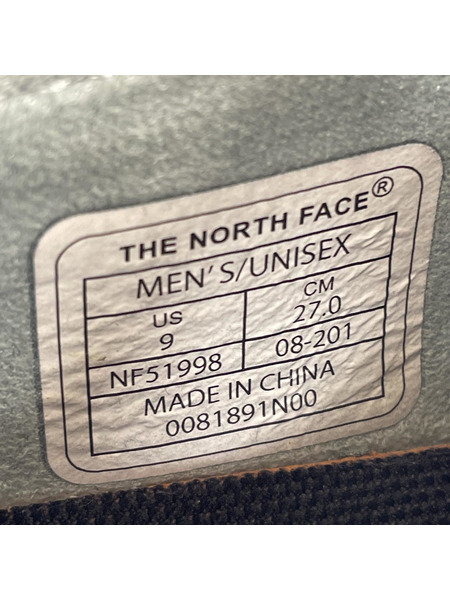 THE NORTH FACE®
MEN'S/UNISEX
US CM
9 27.0
NF51998 08-201
MADE IN CHINA
0081891N00